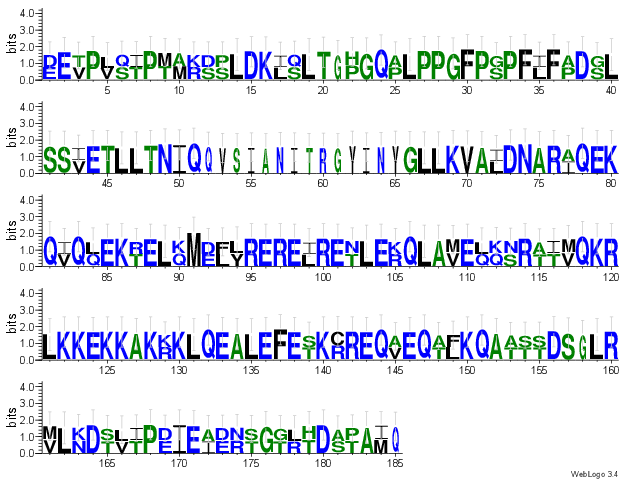 bits 4.0 3.0 2.0 1.0 0.0
DETPLQIPMAKDPLDKIQLTGHGQALPPGFPGPFIFADGL
5 10 15 20 25 30 35 40
bits 4.0 3.0 2.0 1.0 0.0
SSIETLLTNIQQVSIANITRGVINVGLLKVAIDNARAQEK
45 50 55 60 65 70 75 80
bits 4.0 3.0 2.0 1.0 0.0
QIQLEKRELKMDFLREREIRENLEKQLAMELKNRAIMQKR
85 90 95 100 105 110 115 120
bits 4.0 3.0 2.0 1.0 0.0
LKKEKKAKKKLQEALEFESKCREQAEQAFKQAASSDSGLR
125 130 135 140 145 150 155 160
bits 4.0 3.0 2.0 1.0 0.0
MLKDSLIPDIEADNSGGLHDAPAIQ
165 170 175 180 185
WebLogo 3.4